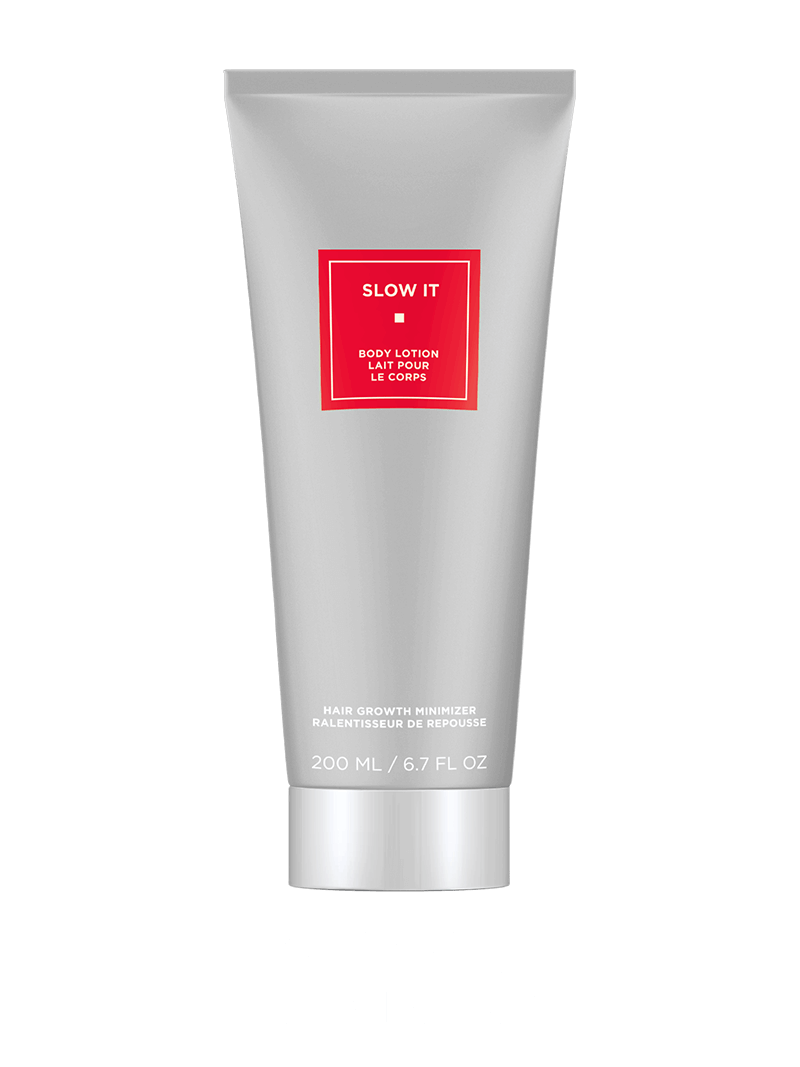 SLOW IT
BODY LOTION
LAIT POUR
LE CORPS
HAIR GROWTH MINIMIZER
RALENTISSEUR DE REPOUSSE
200 ML / 6.7 FL OZ